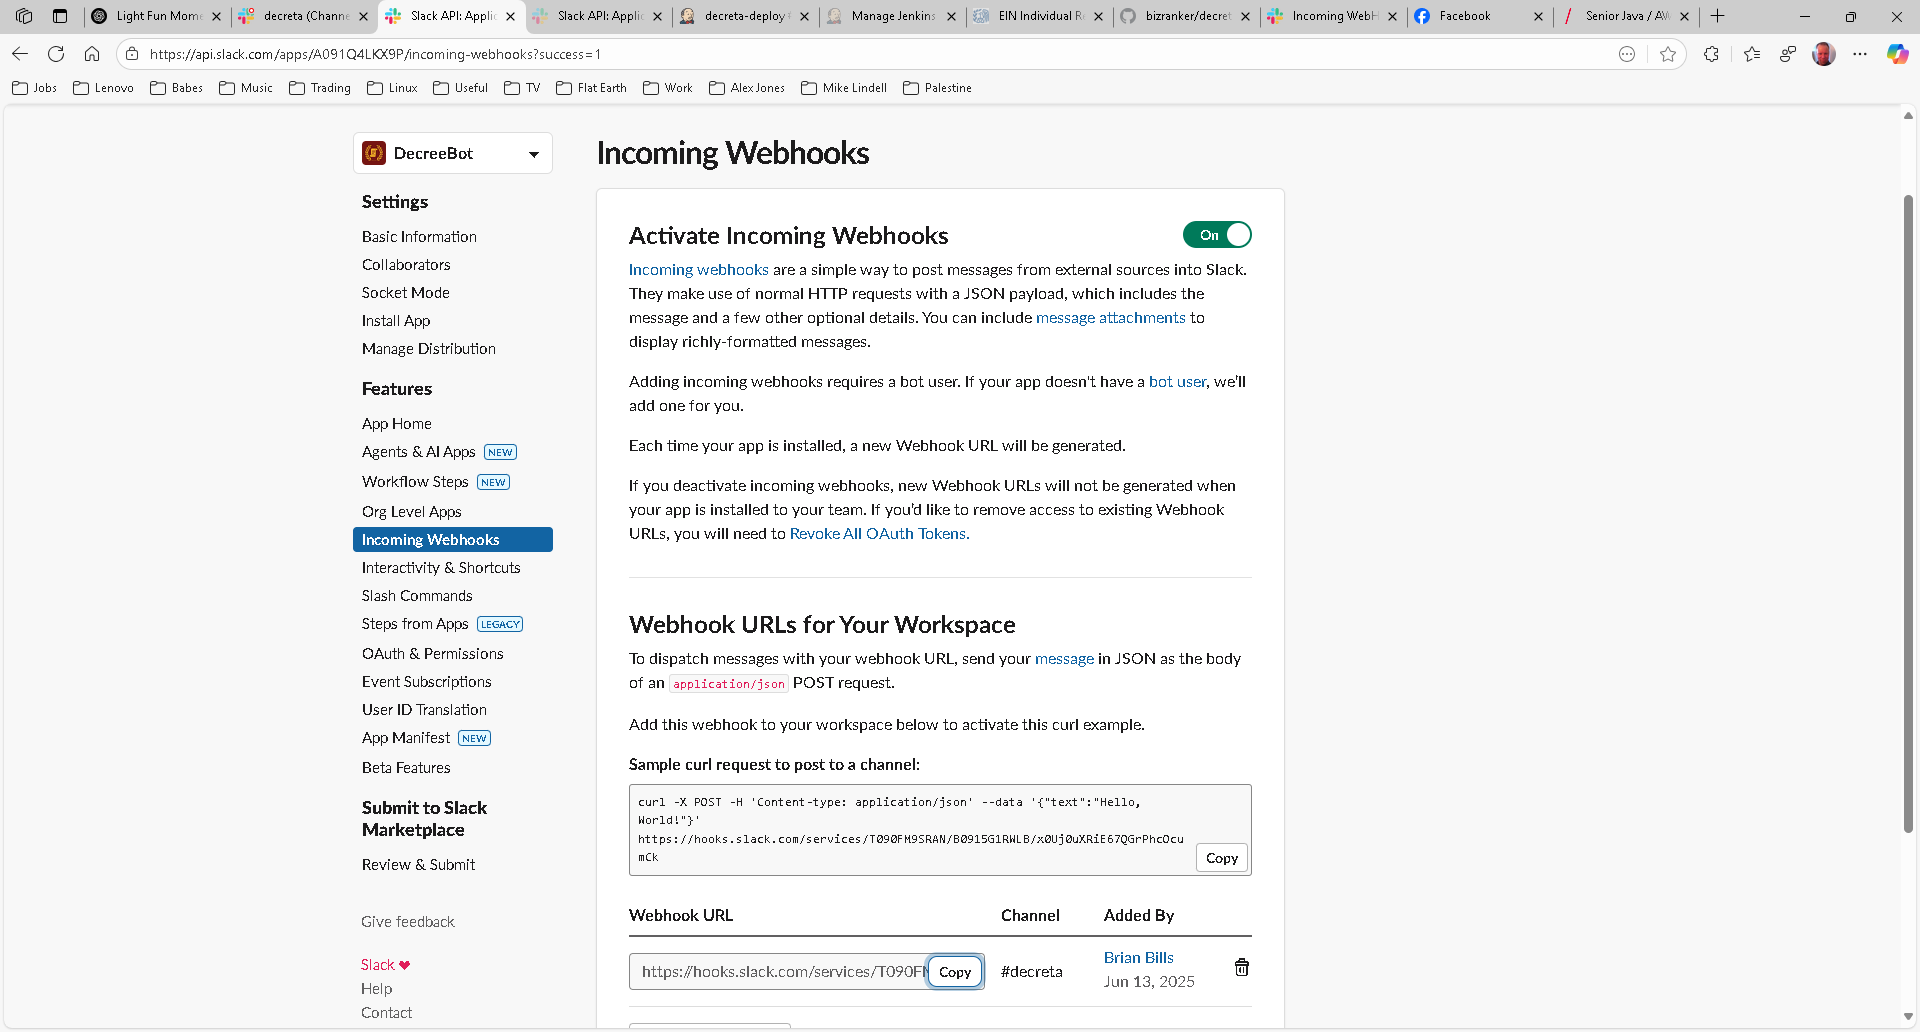 Light Fun Mome
decreta (Channe
Slack API: Applic
Slack API: Applic
decreta-deploy
Manage Jenkins
EIN Individual Re
bizranker/decret
Incoming WebH
Facebook
Senior Java / AW
https://api.slack.com/apps/A091Q4LKX9P/incoming-webhooks?success=1
Jobs
Lenovo
Babes
Music
Trading
Linux
Useful
TV
Flat Earth
Work
Alex Jones
Mike Lindell
Palestine
DecreeBot
Settings
Basic Information
Collaborators
Socket Mode
Install App
Manage Distribution
Features
App Home
Agents & AI Apps NEW
Workflow Steps NEW
Org Level Apps
Incoming Webhooks
Interactivity & Shortcuts
Slash Commands
Steps from Apps LEGACY
OAuth & Permissions
Event Subscriptions
User ID Translation
App Manifest NEW
Beta Features
Submit to Slack
Marketplace
Review & Submit
Give feedback
Slack ❤
Help
Contact
Incoming Webhooks
Activate Incoming Webhooks
On
Incoming webhooks are a simple way to post messages from external sources into Slack.
They make use of normal HTTP requests with a JSON payload, which includes the
message and a few other optional details. You can include message attachments to
display richly-formatted messages.
Adding incoming webhooks requires a bot user. If your app doesn't have a bot user, we'll
add one for you.
Each time your app is installed, a new Webhook URL will be generated.
If you deactivate incoming webhooks, new Webhook URLs will not be generated when
your app is installed to your team. If you'd like to remove access to existing Webhook
URLs, you will need to Revoke All OAuth Tokens.
Webhook URLs for Your Workspace
To dispatch messages with your webhook URL, send your message in JSON as the body
of an application/json POST request.
Add this webhook to your workspace below to activate this curl example.
Sample curl request to post to a channel:
curl -X POST -H 'Content-type: application/json' --data '{"text":"Hello,
World!"}'
https://hooks.slack.com/services/T090FM9SRAN/B0915G1RWLB/x0Uj0uXRiE67QGrPhcOcu
mCk
Copy
Webhook URL
Channel
Added By
https://hooks.slack.com/services/T090FM
Copy
#decreta
Brian Bills
Jun 13, 2025